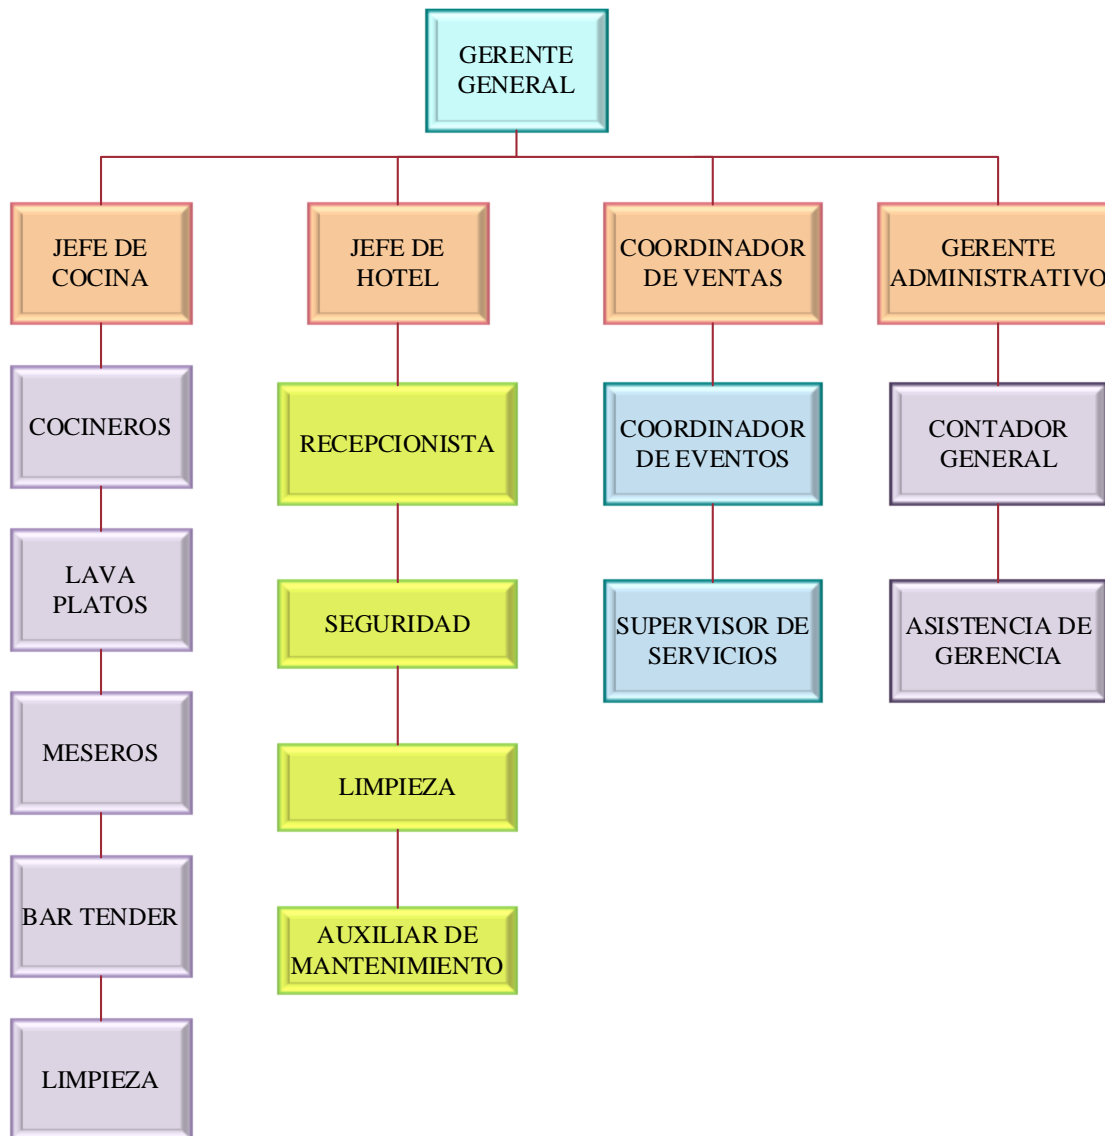 GERENTE
GENERAL
JEFE DE
COCINA
JEFE DE
HOTEL
COORDINADOR
DE VENTAS
GERENTE
ADMINISTRATIVO
COCINEROS
RECEPCIONISTA
COORDINADOR
DE EVENTOS
CONTADOR
GENERAL
LAVA
PLATOS
SEGURIDAD
SUPERVISOR DE
SERVICIOS
ASISTENCIA DE
GERENCIA
MESEROS
LIMPIEZA
BAR TENDER
AUXILIAR DE
MANTENIMIENTO
LIMPIEZA